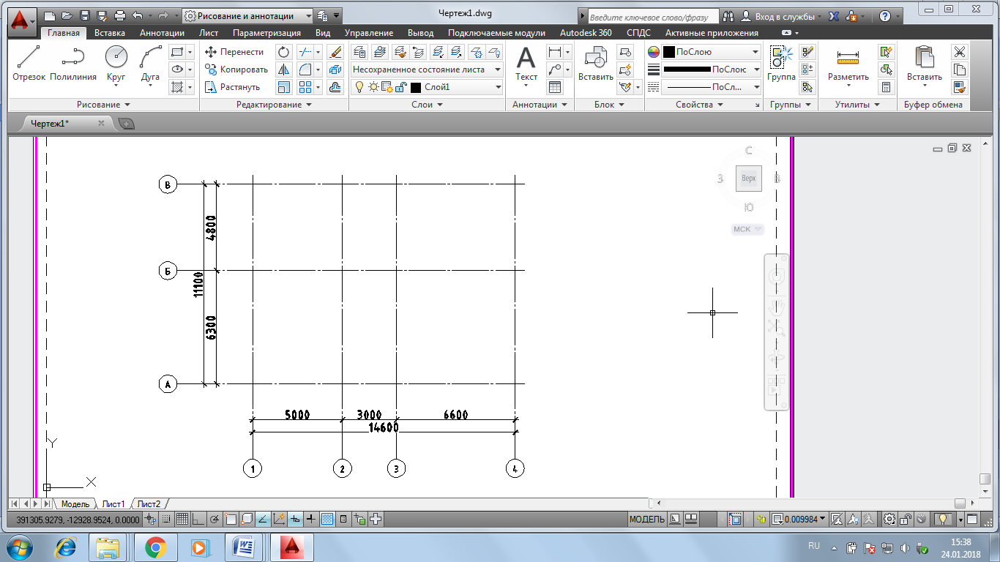 Рисование и аннотации
Чертеж1.dwg
Введите ключевое слово/фразу
Вход в службы
Главная Вставка Аннотации Лист Параметризация Вид Управление Вывод Подключаемые модули Autodesk 360 СПДС Активные приложения
Отрезок Полилиния Круг Дуга
Рисование
Перенести
Копировать
Растянуть
Редактирование
Несохраненное состояние листа
Слой1
Слои
Текст
Аннотации
Вставить
Блок
ПоСлою
ПоСлою
ПоСл...
Свойства
Группа
Группы
Разметить
Утилиты
Вставить
Буфер обмена
Чертеж1*
С
З Верх В
Ю
МСК
В
4800
Б
11100
6300
А
5000 3000 6600
14600
1 2 3 4
Y
X
Модель Лист1 Лист2
391305.9279, -12928.9524, 0.0000
МОДЕЛЬ
0.009984
RU
15:38
24.01.2018